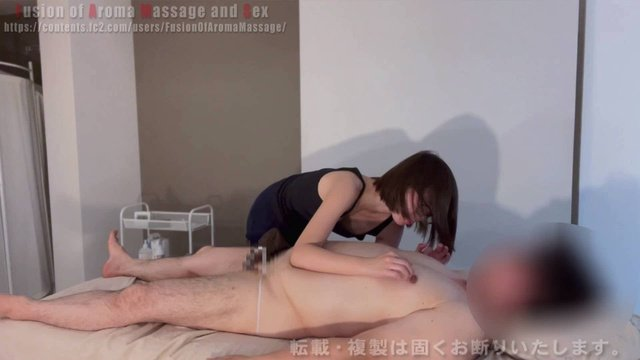 Fusion of Aroma Massage and Sex
https://contents.fc2.com/users/FusionOfAromaMassage/
転載・複製は固くお断りいたします。